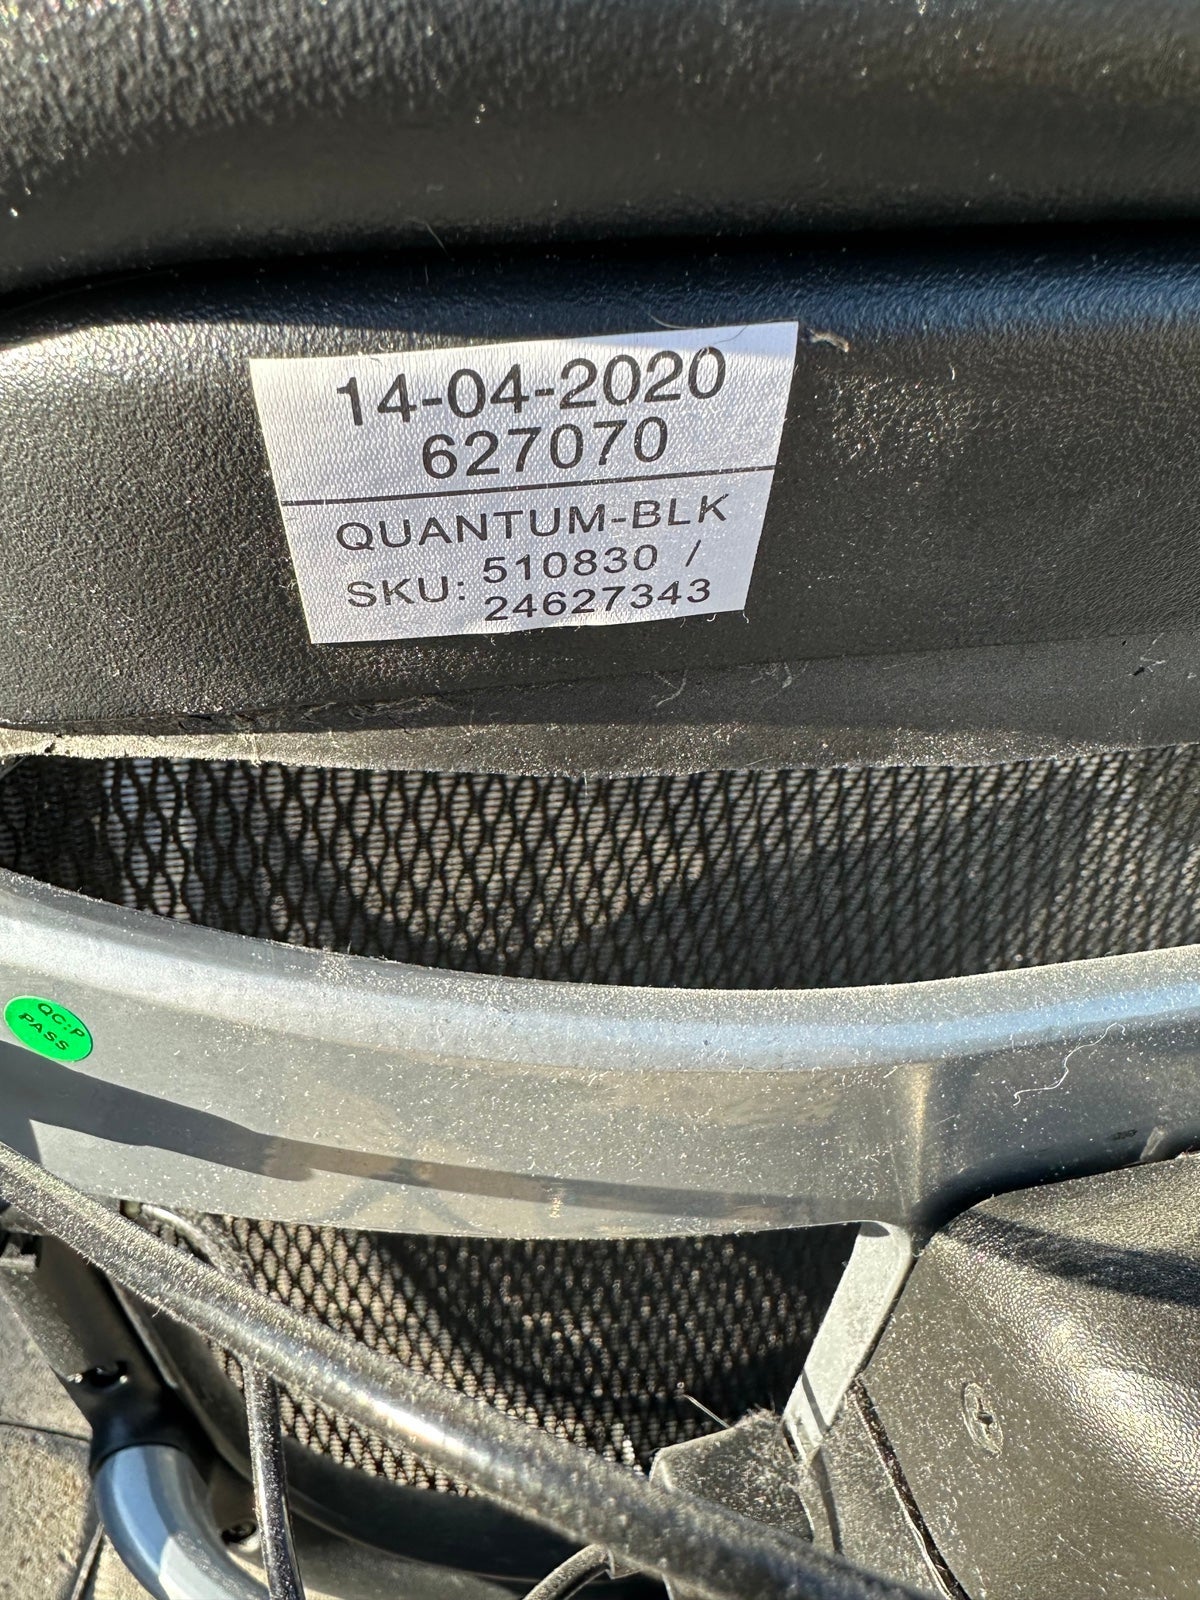 14-04-2020
627070
QUANTUM-BLK
SKU: 510830 /
24627343
QC:P
PASS